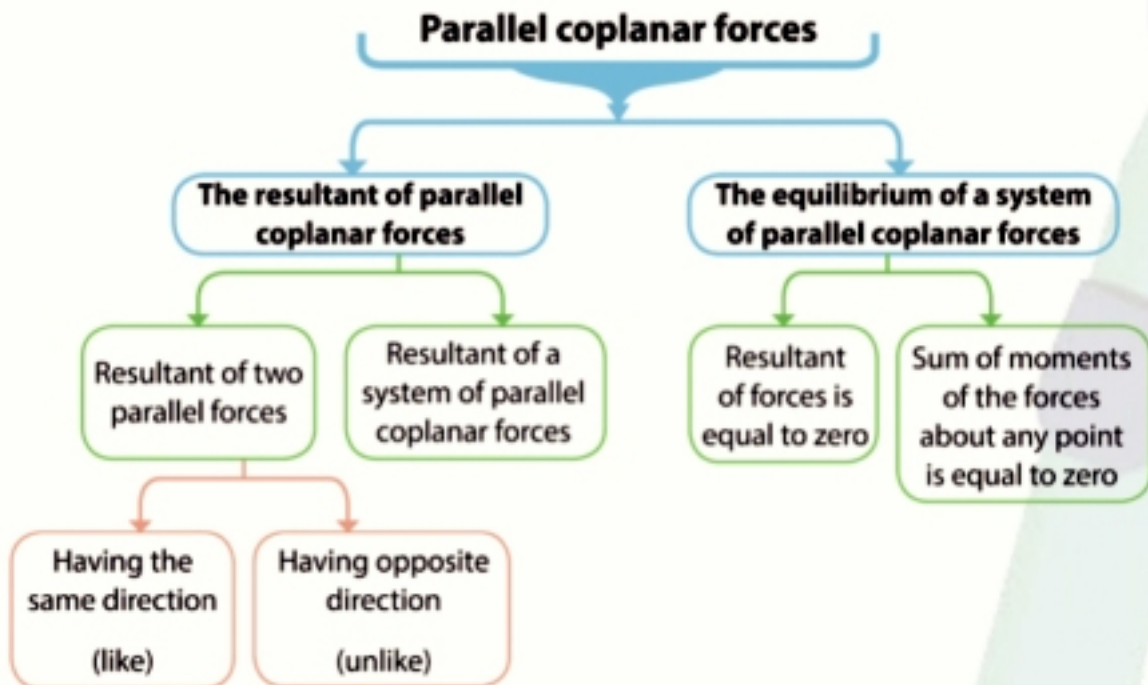 Parallel coplanar forces
The resultant of parallel
coplanar forces
The equilibrium of a system
of parallel coplanar forces
Resultant of two
parallel forces
Resultant of a
system of parallel
coplanar forces
Resultant
of forces is
equal to zero
Sum of moments
of the forces
about any point
is equal to zero
Having the
same direction
(like)
Having opposite
direction
(unlike)